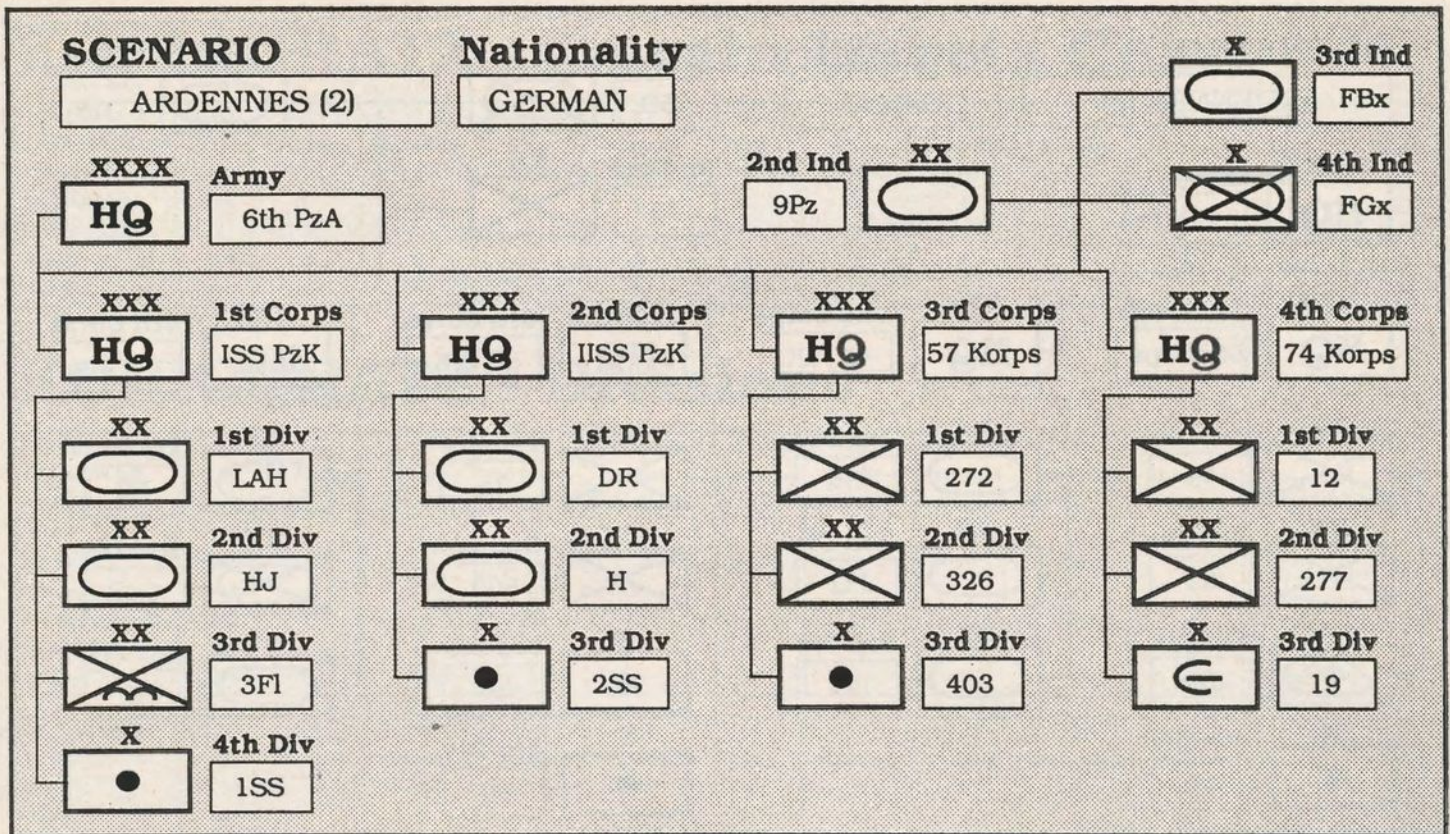 SCENARIO
ARDENNES (2)
Nationality
GERMAN
X
3rd Ind
FBx
XXXX
HQ
Army
6th PzA
2nd Ind
9Pz
XX
X
4th Ind
FGx
XXX
HQ
1st Corps
ISS PzK
XXX
HQ
2nd Corps
IISS PzK
XXX
HQ
3rd Corps
57 Korps
XXX
HQ
4th Corps
74 Korps
XX
1st Div
LAH
XX
1st Div
DR
XX
1st Div
272
XX
1st Div
12
XX
2nd Div
HJ
XX
2nd Div
H
XX
2nd Div
326
XX
2nd Div
277
XX
3rd Div
3Fl
X
3rd Div
2SS
X
3rd Div
403
X
3rd Div
19
X
4th Div
1SS